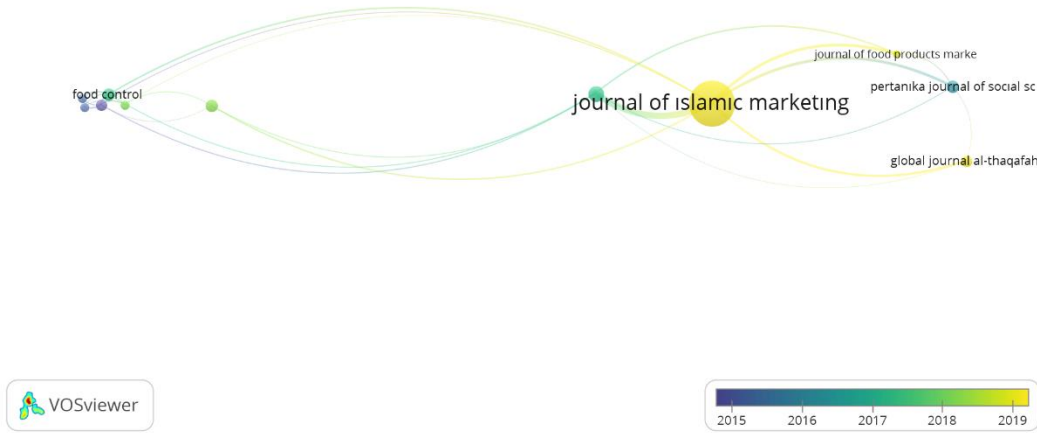 journal of food products marke
pertanıka journal of socıal sc
food control
journal of ıslamıc marketıng
global journal al-thaqafah
VOSviewer
2015 2016 2017 2018 2019